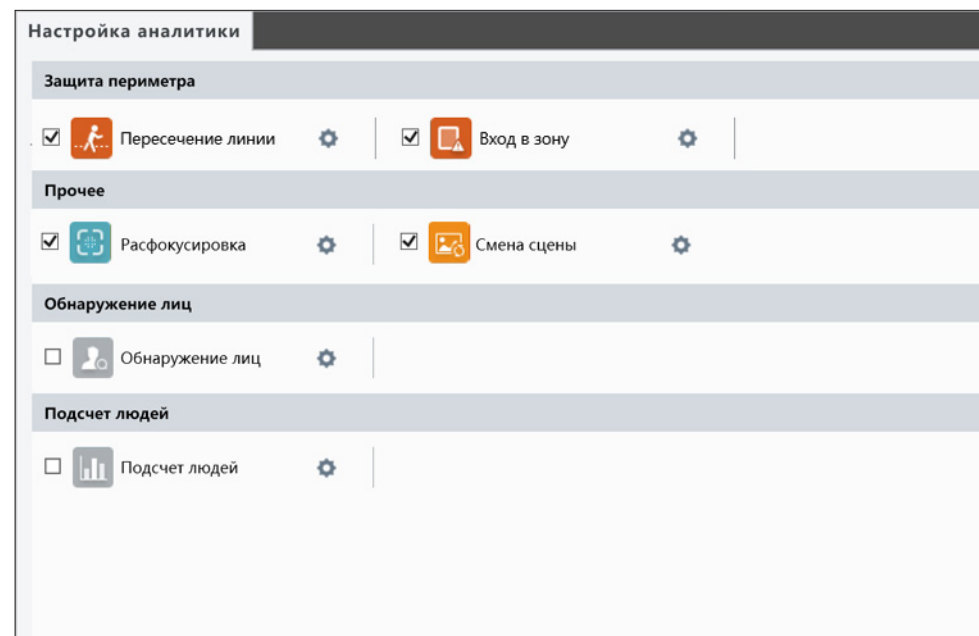 Настройка аналитики
Защита периметра
Пересечение линии Вход в зону
Прочее
Расфокусировка Смена сцены
Обнаружение лиц
Обнаружение лиц
Подсчет людей
Подсчет людей